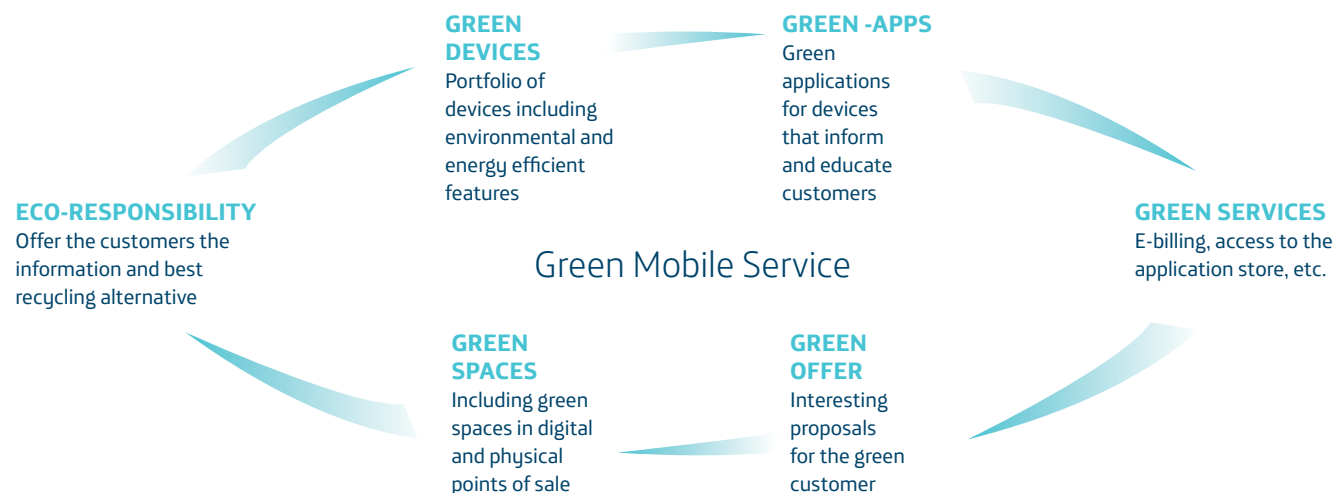 GREEN
DEVICES
Portfolio of
devices including
environmental and
energy efficient
features
GREEN -APPS
Green
applications
for devices
that inform
and educate
customers
ECO-RESPONSIBILITY
Offer the customers the
information and best
recycling alternative
GREEN SERVICES
E-billing, access to the
application store, etc.
Green Mobile Service
GREEN
SPACES
Including green
spaces in digital
and physical
points of sale
GREEN
OFFER
Interesting
proposals
for the green
customer